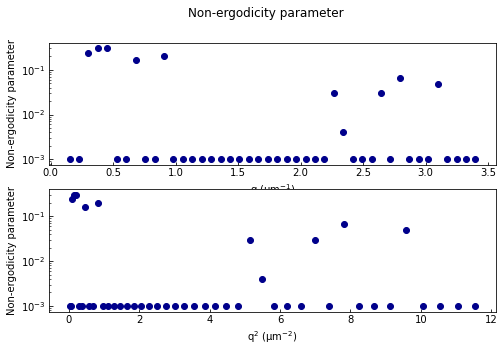 Non-ergodicity parameter
Non-ergodicity parameter
10⁻¹
10⁻²
10⁻³
0.0 0.5 1.0 1.5 2.0 2.5 3.0 3.5
q (μm⁻¹)
Non-ergodicity parameter
10⁻¹
10⁻²
10⁻³
0 2 4 6 8 10 12
q² (μm⁻²)